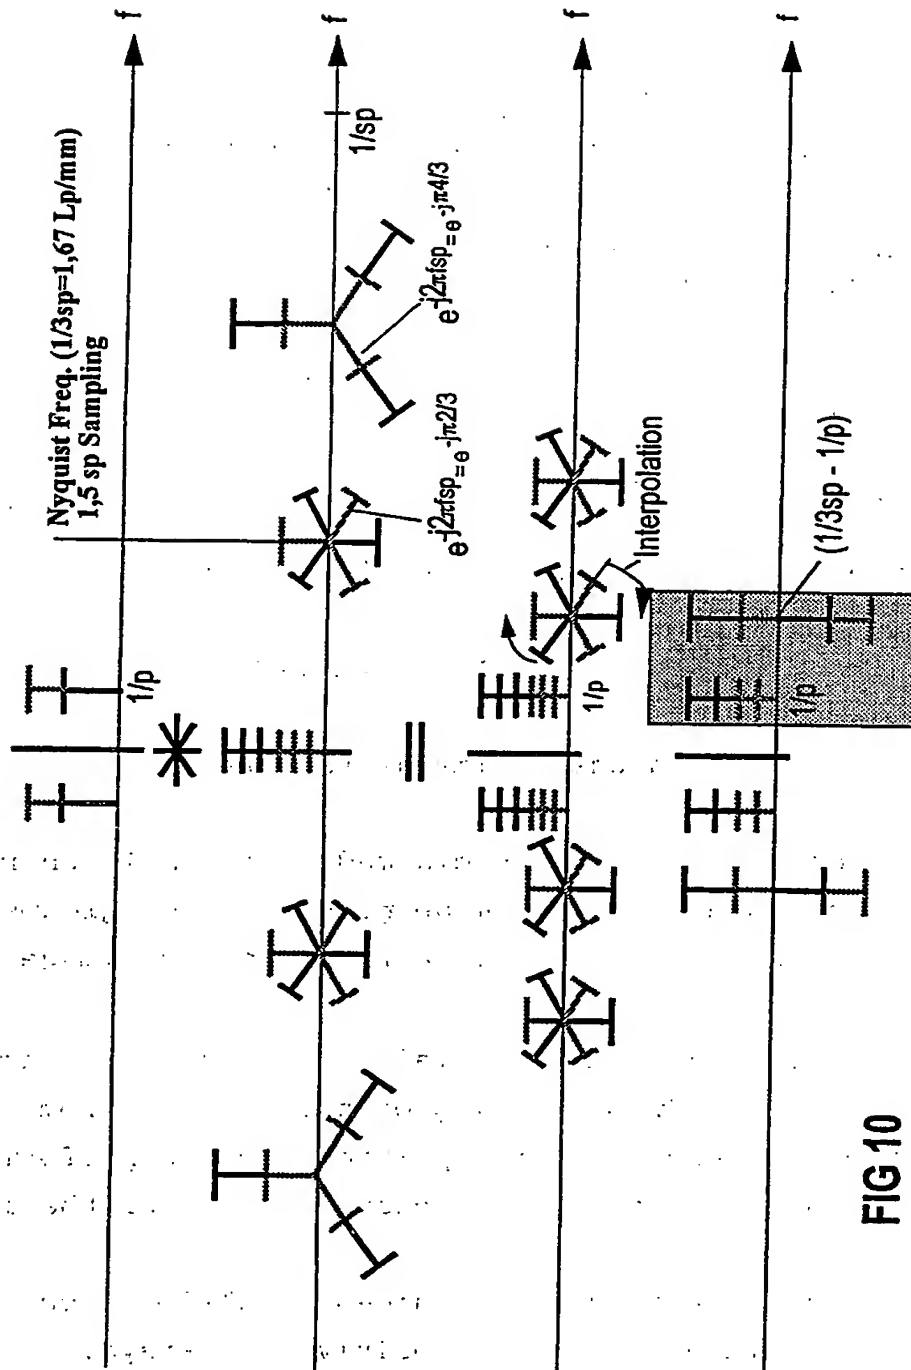 f
Nyquist Freq. (1/3sp=1,67 Lp/mm)
1,5 sp Sampling
1/p
f
1/sp
e-j2πfsp=e-jπ4/3
e-j2πfsp=e-jπ2/3
f
Interpolation
1/p
f
(1/3sp - 1/p)
1/p
FIG 10